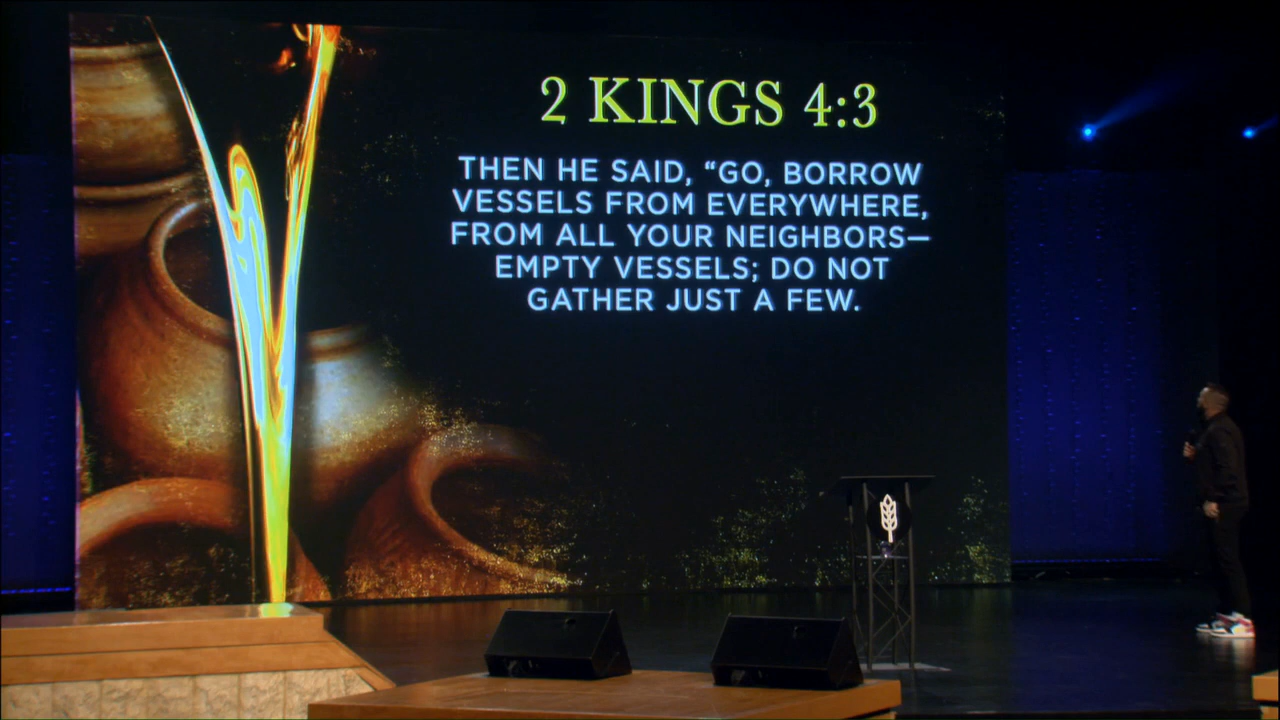 2 KINGS 4:3
THEN HE SAID, “GO, BORROW
VESSELS FROM EVERYWHERE,
FROM ALL YOUR NEIGHBORS—
EMPTY VESSELS; DO NOT
GATHER JUST A FEW.